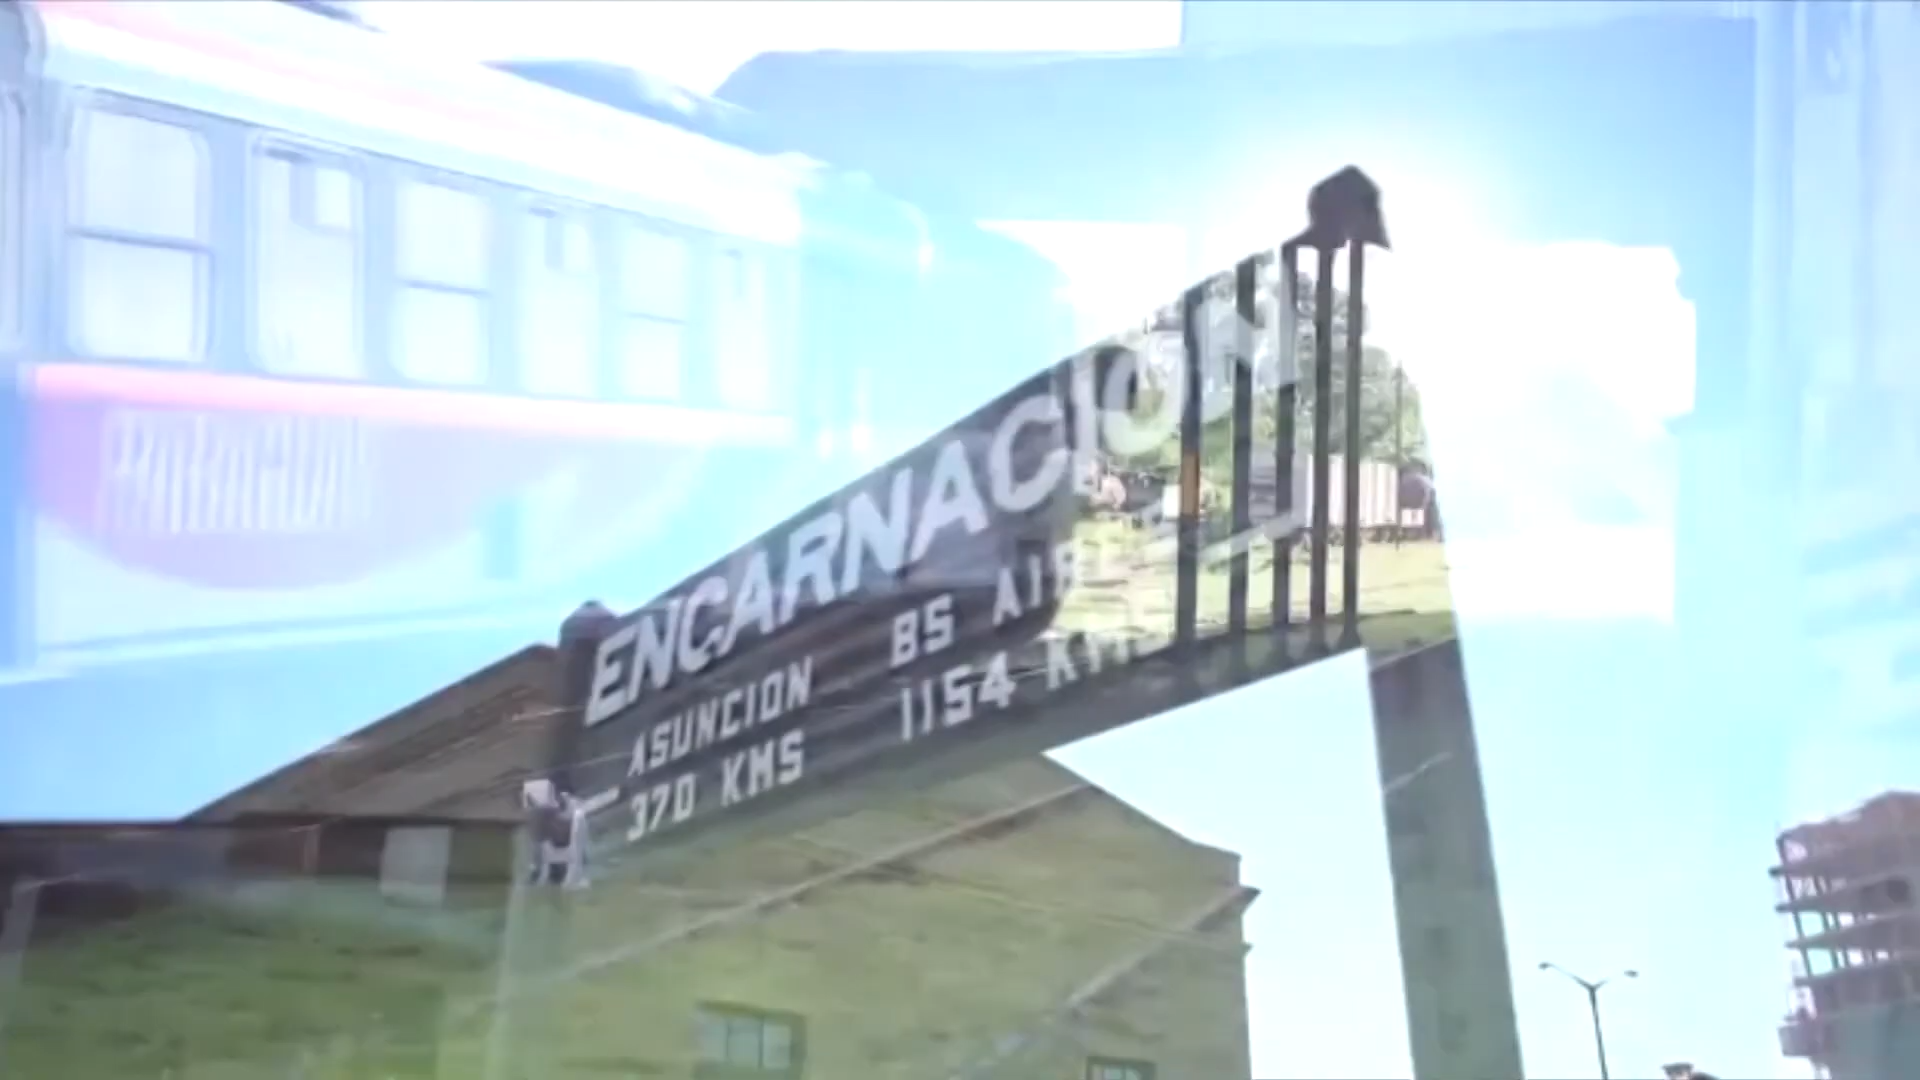 ENCARNACION
ASUNCION BS AIRES
370 KMS 1154 KMS